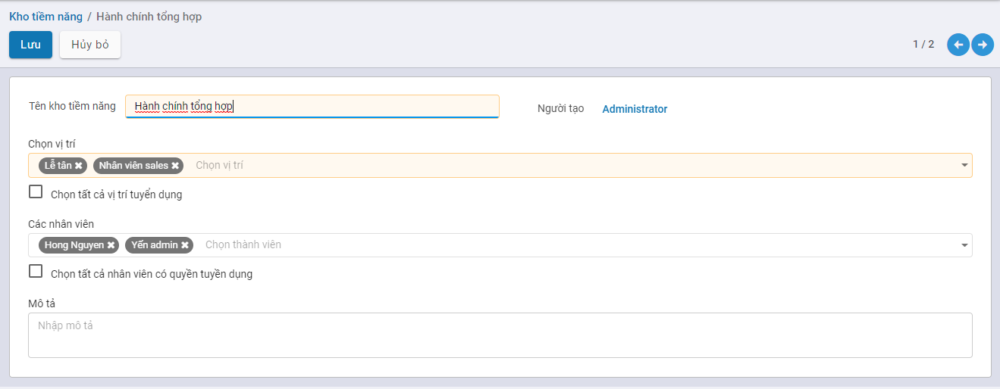 Kho tiềm năng / Hành chính tổng hợp
Lưu
Hủy bỏ
1 / 2
Tên kho tiềm năng
Hành chính tổng hợp
Người tạo
Administrator
Chọn vị trí
Lễ tân
Nhân viên sales
Chọn vị trí
Chọn tất cả vị trí tuyển dụng
Các nhân viên
Hong Nguyen
Yến admin
Chọn thành viên
Chọn tất cả nhân viên có quyền tuyển dụng
Mô tả
Nhập mô tả